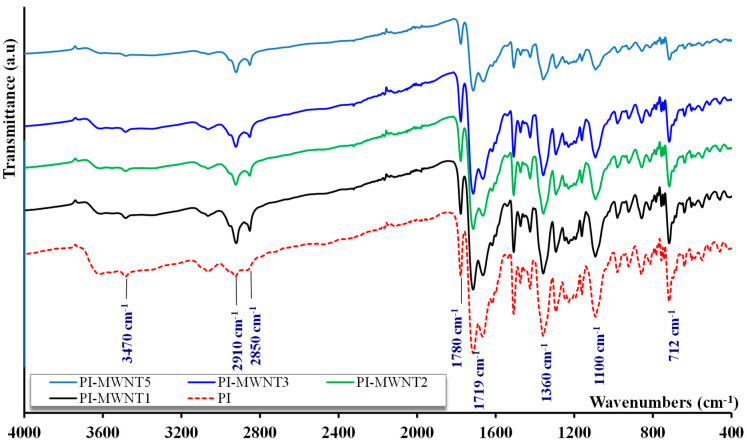 Transmittance (a.u)
3470 cm-1
2910 cm-1
2850 cm-1
1780 cm-1
1719 cm-1
1360 cm-1
1100 cm-1
712 cm-1
PI-MWNT5 PI-MWNT3 PI-MWNT2
PI-MWNT1 PI
Wavenumbers (cm-1)
4000 3600 3200 2800 2400 2000 1600 1200 800 400